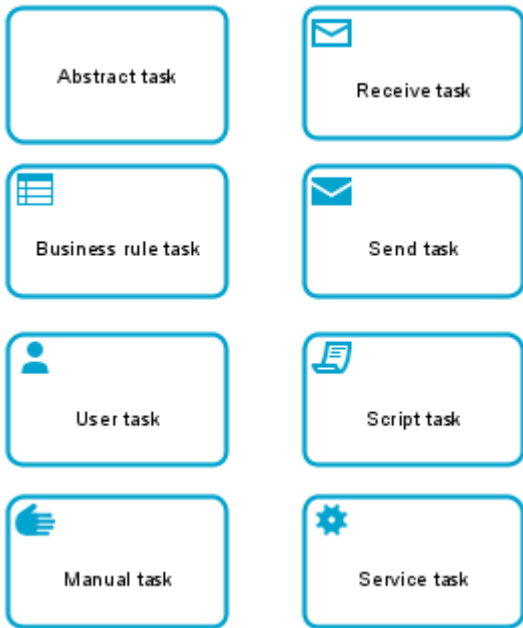 Abstract task
Receive task
Business rule task
Send task
User task
Script task
Manual task
Service task